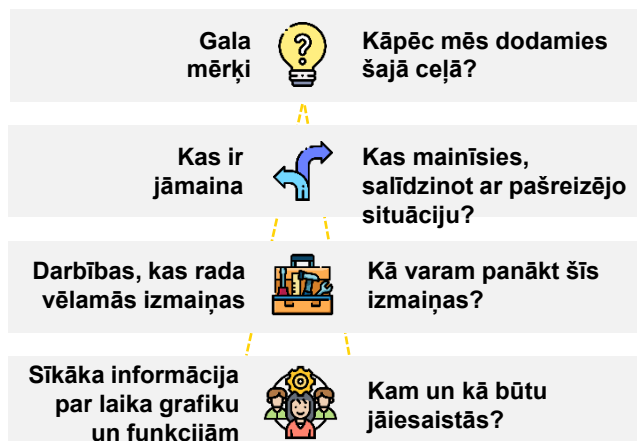 Gala
mērķi
Kāpēc mēs dodamies
šajā ceļā?
Kas ir
jāmaina
Kas mainīsies,
salīdzinot ar pašreizējo
situāciju?
Darbības, kas rada
vēlamās izmaiņas
Kā varam panākt šīs
izmaiņas?
Sīkāka informācija
par laika grafiku
un funkcijām
Kam un kā būtu
jāiesaistās?